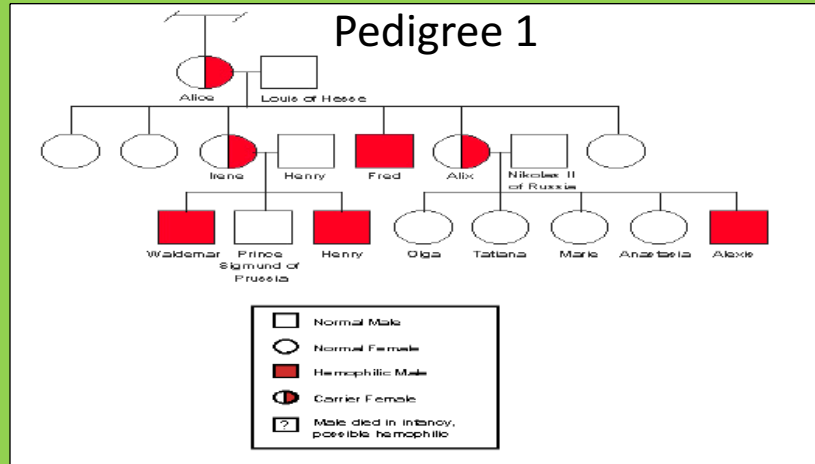 Pedigree 1
Alice Louis of Hesse
Irene Henry Fred Alix Nikolas II
of Russia
Waldemar Prince Henry Olga Tatiana Marie Anastasia Alexis
Sigmund of
Prussia
Normal Male
Normal Female
Hemophilic Male
Carrier Female
? Male died in infancy,
possible hemophilic